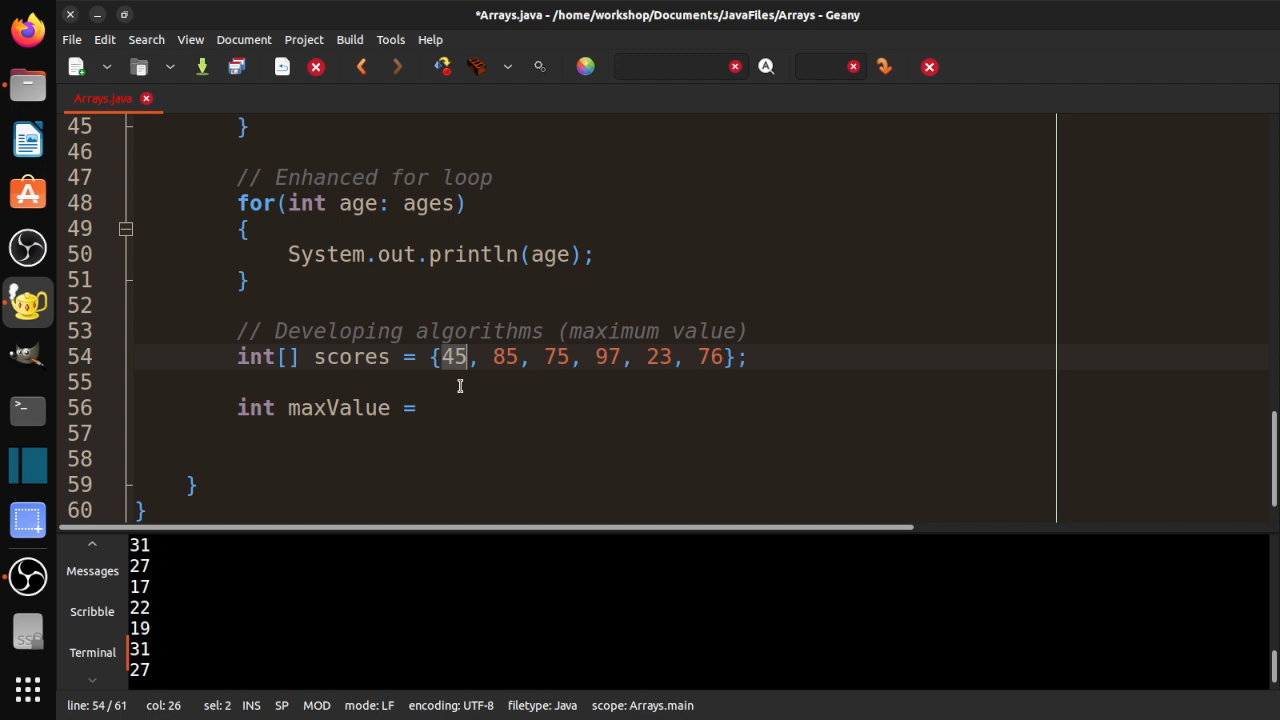 *Arrays.java - /home/workshop/Documents/JavaFiles/Arrays - Geany
File Edit Search View Document Project Build Tools Help
Arrays.java
45 }
46
47 // Enhanced for loop
48 for(int age: ages)
49 {
50 System.out.println(age);
51 }
52
53 // Developing algorithms (maximum value)
54 int[] scores = {45, 85, 75, 97, 23, 76};
55
56 int maxValue =
57
58
59 }
60 }
Messages
Scribble
Terminal
31
27
17
22
19
31
27
line: 54 / 61 col: 26 sel: 2 INS SP MOD mode: LF encoding: UTF-8 filetype: Java scope: Arrays.main